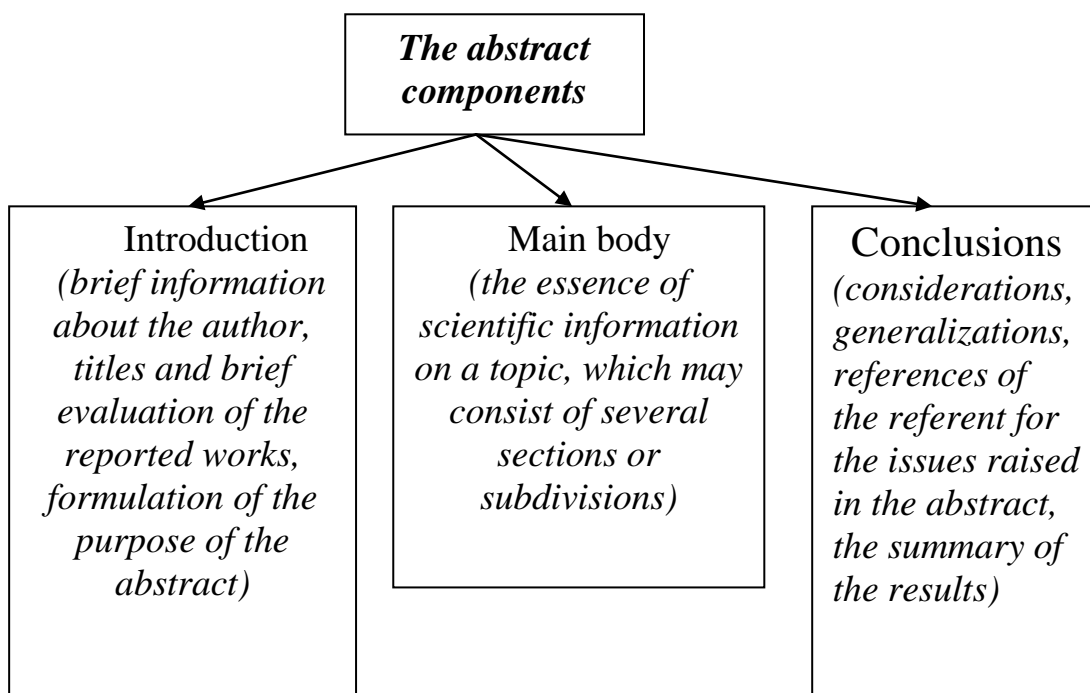 The abstract
components
Introduction
(brief information
about the author,
titles and brief
evaluation of the
reported works,
formulation of the
purpose of the
abstract)
Main body
(the essence of
scientific information
on a topic, which may
consist of several
sections or
subdivisions)
Conclusions
(considerations,
generalizations,
references of
the referent for
the issues raised
in the abstract,
the summary of
the results)